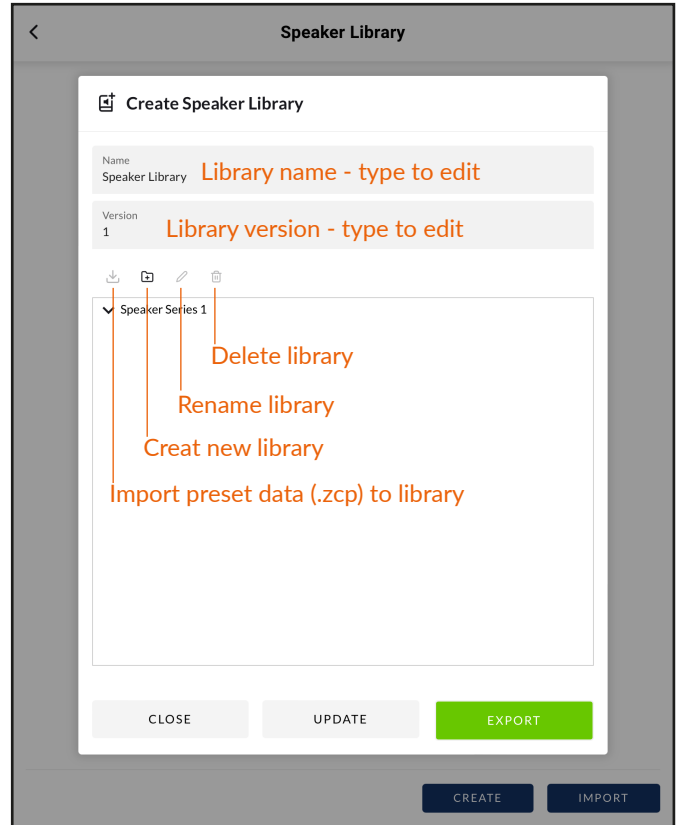 Speaker Library
Create Speaker Library
Name
Speaker Library
Library name - type to edit
Version
1
Library version - type to edit
Speaker Series 1
Delete library
Rename library
Creat new library
Import preset data (.zcp) to library
CLOSE
UPDATE
EXPORT
CREATE
IMPORT